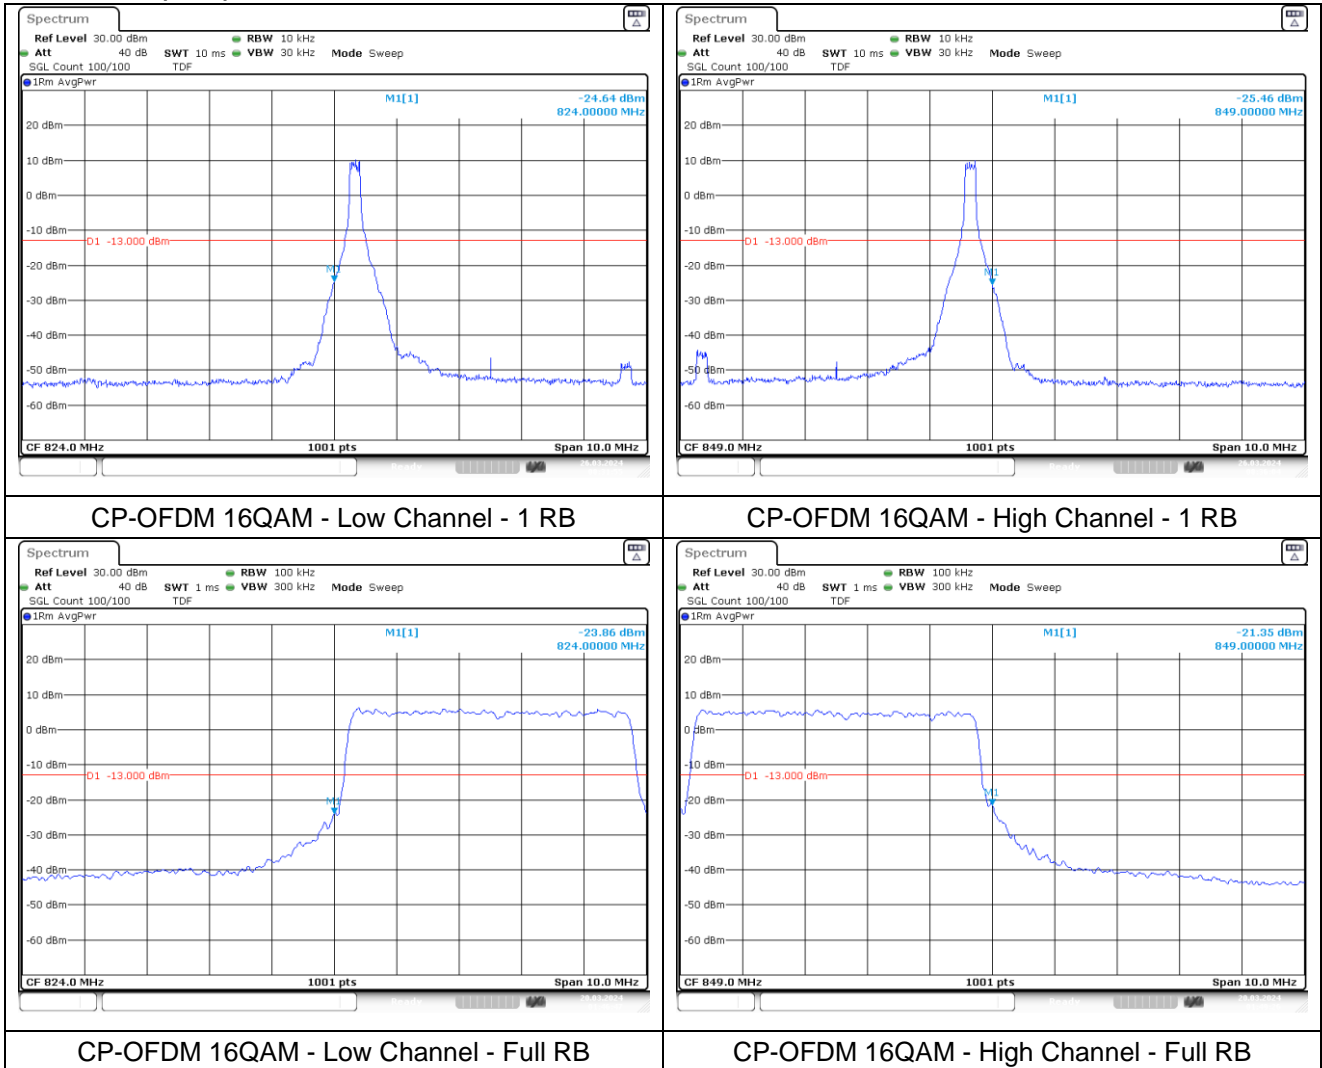 Spectrum
Ref Level 30.00 dBm RBW 10 kHz
Att 40 dB SWT 10 ms VBW 30 kHz Mode Sweep
SGL Count 100/100 TDF
1Rm AvgPwr
M1[1] -24.64 dBm
824.00000 MHz
20 dBm
10 dBm
0 dBm
-10 dBm
D1 -13.000 dBm
-20 dBm
M1
-30 dBm
-40 dBm
-50 dBm
-60 dBm
CF 824.0 MHz 1001 pts Span 10.0 MHz
CP-OFDM 16QAM - Low Channel - 1 RB
Spectrum
Ref Level 30.00 dBm RBW 10 kHz
Att 40 dB SWT 10 ms VBW 30 kHz Mode Sweep
SGL Count 100/100 TDF
1Rm AvgPwr
M1[1] -25.46 dBm
849.00000 MHz
20 dBm
10 dBm
0 dBm
-10 dBm
D1 -13.000 dBm
-20 dBm
M1
-30 dBm
-40 dBm
-50 dBm
-60 dBm
CF 849.0 MHz 1001 pts Span 10.0 MHz
CP-OFDM 16QAM - High Channel - 1 RB
Spectrum
Ref Level 30.00 dBm RBW 100 kHz
Att 40 dB SWT 1 ms VBW 300 kHz Mode Sweep
SGL Count 100/100 TDF
1Rm AvgPwr
M1[1] -23.86 dBm
824.00000 MHz
20 dBm
10 dBm
0 dBm
-10 dBm
D1 -13.000 dBm
-20 dBm
M1
-30 dBm
-40 dBm
-50 dBm
-60 dBm
CF 824.0 MHz 1001 pts Span 10.0 MHz
CP-OFDM 16QAM - Low Channel - Full RB
Spectrum
Ref Level 30.00 dBm RBW 100 kHz
Att 40 dB SWT 1 ms VBW 300 kHz Mode Sweep
SGL Count 100/100 TDF
1Rm AvgPwr
M1[1] -21.35 dBm
849.00000 MHz
20 dBm
10 dBm
0 dBm
-10 dBm
D1 -13.000 dBm
-20 dBm
M1
-30 dBm
-40 dBm
-50 dBm
-60 dBm
CF 849.0 MHz 1001 pts Span 10.0 MHz
CP-OFDM 16QAM - High Channel - Full RB